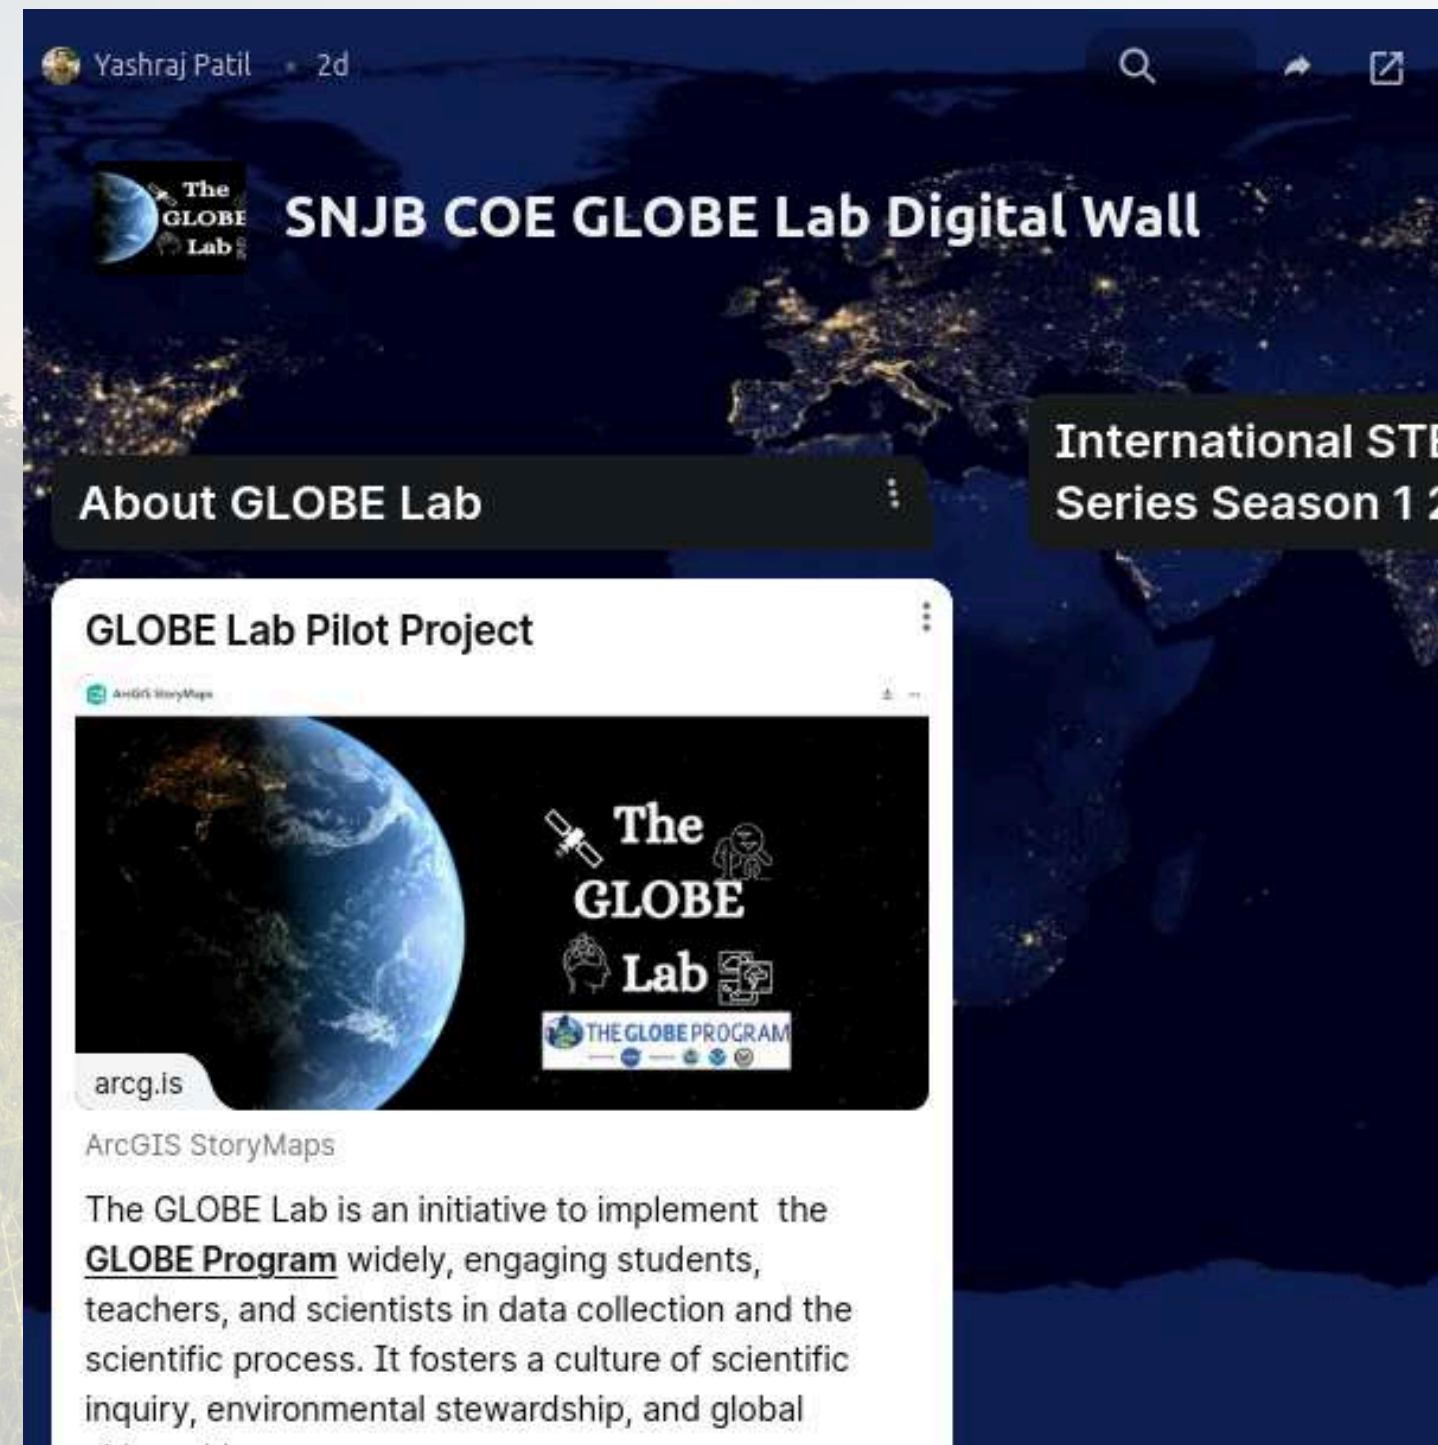 Yashraj Patil • 2d
The
GLOBE
Lab
SNJB COE GLOBE Lab Digital Wall
About GLOBE Lab
International STE
Series Season 1 2
GLOBE Lab Pilot Project
ArcGIS StoryMaps
The
GLOBE
Lab
THE GLOBE PROGRAM
arcg.is
ArcGIS StoryMaps
The GLOBE Lab is an initiative to implement the
GLOBE Program widely, engaging students,
teachers, and scientists in data collection and the
scientific process. It fosters a culture of scientific
inquiry, environmental stewardship, and global